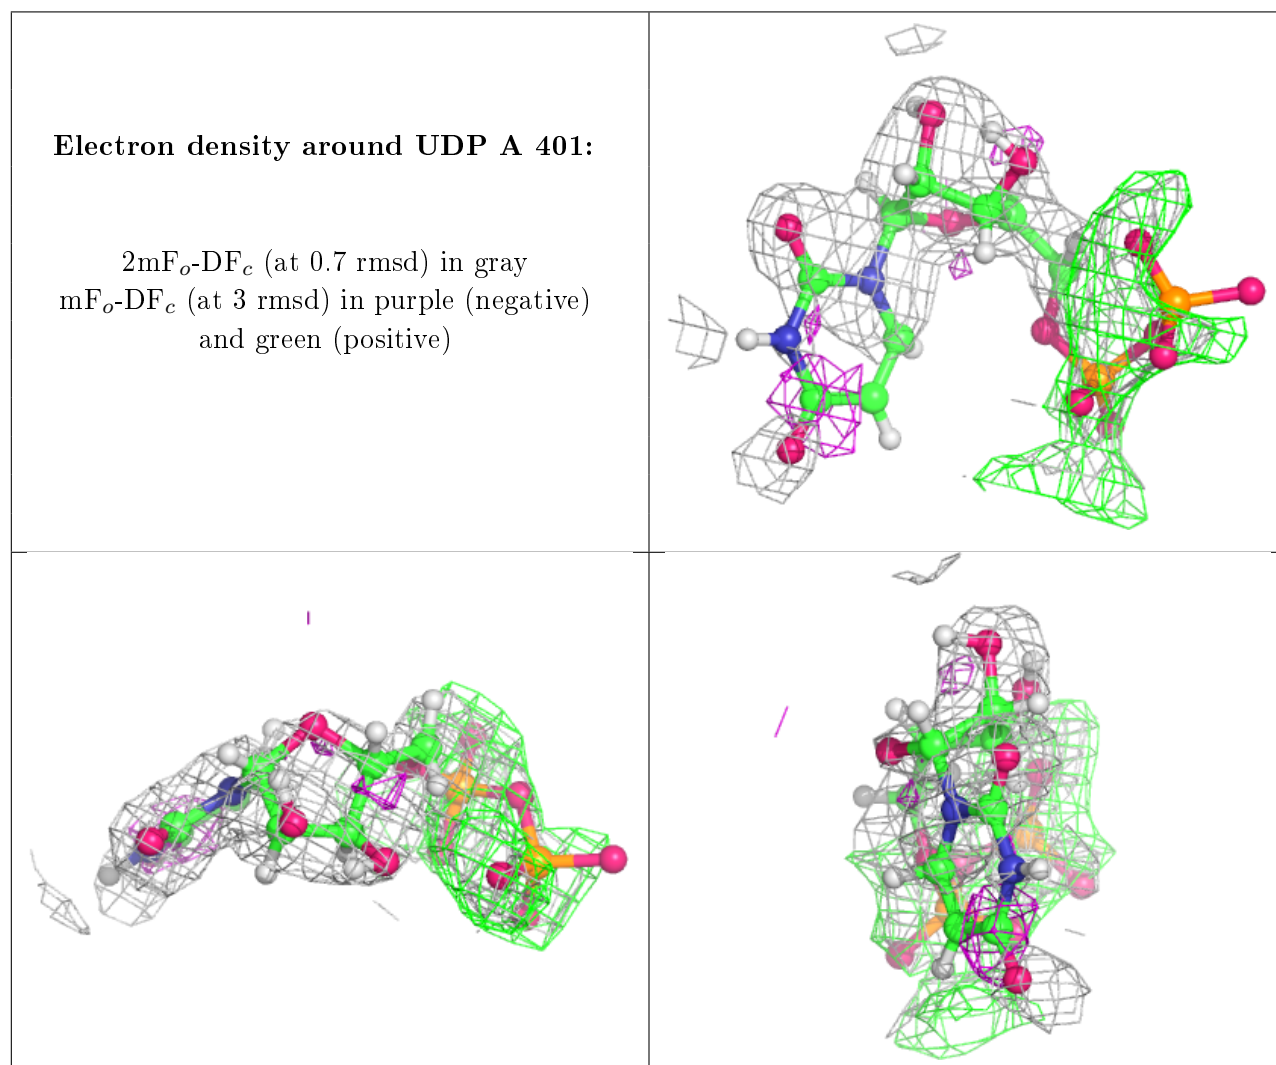 Electron density around UDP A 401:
2mFₒ-DF𝒸 (at 0.7 rmsd) in gray
mFₒ-DF𝒸 (at 3 rmsd) in purple (negative)
and green (positive)